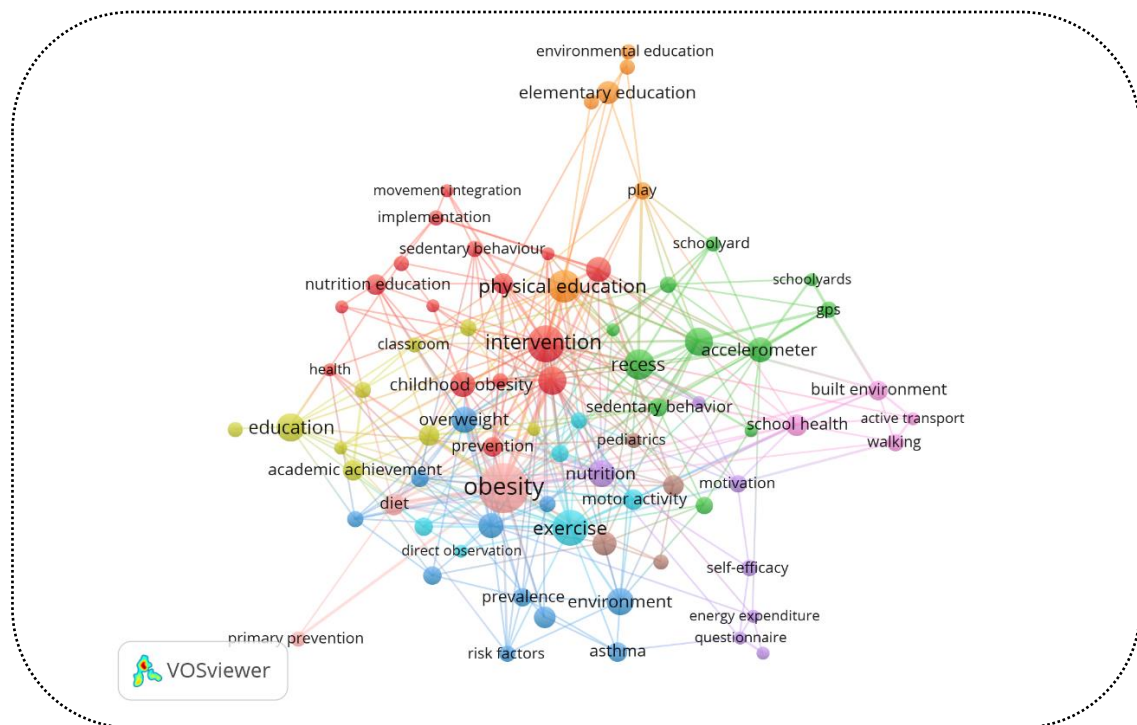 environmental education
elementary education
movement integration
play
implementation
sedentary behaviour
schoolyard
nutrition education
physical education
schoolyards
gps
classroom
intervention
accelerometer
health
childhood obesity
recess
built environment
education
overweight
sedentary behavior
school health
active transport
prevention
pediatrics
walking
academic achievement
nutrition
motivation
obesity
diet
motor activity
exercise
direct observation
self-efficacy
prevalence
environment
energy expenditure
primary prevention
questionnaire
risk factors
asthma
VOSviewer